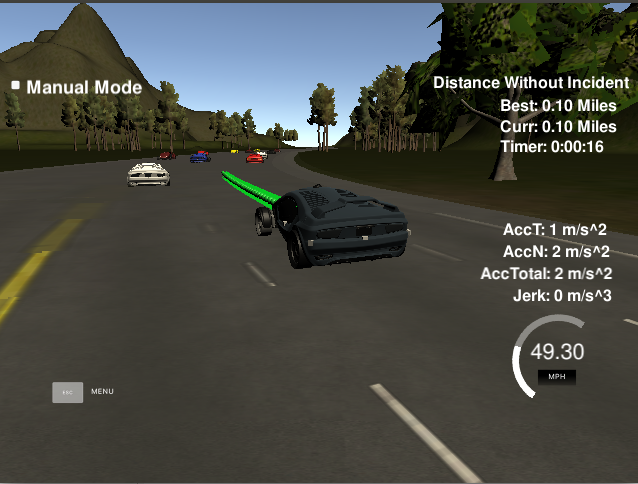 Manual Mode
Distance Without Incident
Best: 0.10 Miles
Curr: 0.10 Miles
Timer: 0:00:16
AccT: 1 m/s^2
AccN: 2 m/s^2
AccTotal: 2 m/s^2
Jerk: 0 m/s^3
49.30
MPH
ESC MENU